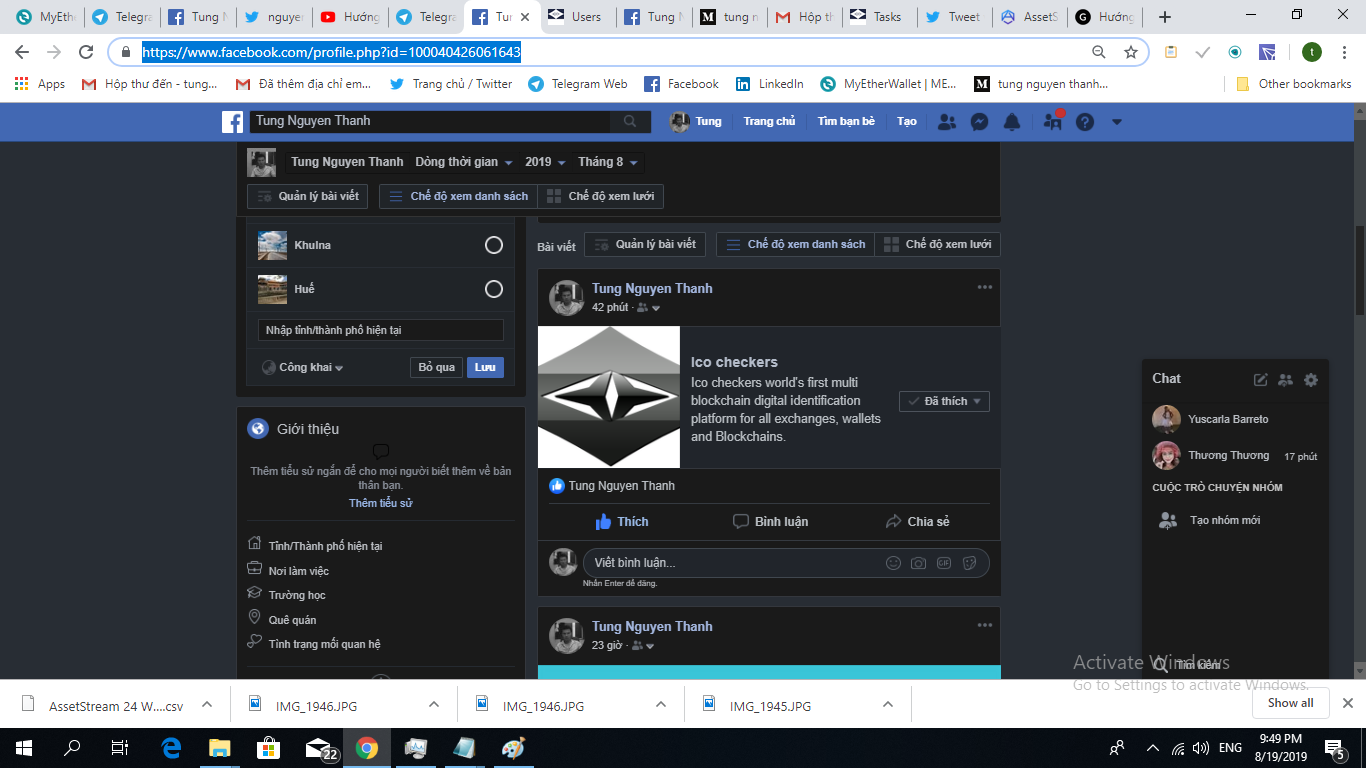 MyEthe
Telegra
Tung N
nguyen
Hướng
Telegra
Tun
Users
Tung N
tung n
Hộp th
Tasks
Tweet
AssetS
Hướng
https://www.facebook.com/profile.php?id=100040426061643
t
Apps
Hộp thư đến - tung...
Đã thêm địa chỉ em...
Trang chủ / Twitter
Telegram Web
Facebook
LinkedIn
MyEtherWallet | ME...
tung nguyen thanh...
Other bookmarks
Tung Nguyen Thanh
Tung
Trang chủ
Tìm bạn bè
Tạo
Tung Nguyen Thanh
Dòng thời gian
2019
Tháng 8
Quản lý bài viết
Chế độ xem danh sách
Chế độ xem lưới
Khulna
Huế
Nhập tỉnh/thành phố hiện tại
Công khai
Bỏ qua
Lưu
Giới thiệu
Thêm tiểu sử ngắn để cho mọi người biết thêm về bản
thân bạn.
Thêm tiểu sử
Tỉnh/Thành phố hiện tại
Nơi làm việc
Trường học
Quê quán
Tình trạng mối quan hệ
Bài viết
Quản lý bài viết
Chế độ xem danh sách
Chế độ xem lưới
Tung Nguyen Thanh
42 phút
Ico checkers
Ico checkers world's first multi
blockchain digital identification
platform for all exchanges, wallets
and Blockchains.
Đã thích
Tung Nguyen Thanh
Thích
Bình luận
Chia sẻ
Viết bình luận...
GIF
Nhấn Enter để đăng.
Tung Nguyen Thanh
23 giờ
Chat
Yuscarla Barreto
Thương Thương
17 phút
CUỘC TRÒ CHUYỆN NHÓM
Tạo nhóm mới
Tìm kiếm
Activate Windows
Go to Settings to activate Windows.
AssetStream 24 W....csv
IMG_1946.JPG
IMG_1946.JPG
IMG_1945.JPG
Show all
22
ENG
9:49 PM
8/19/2019
5